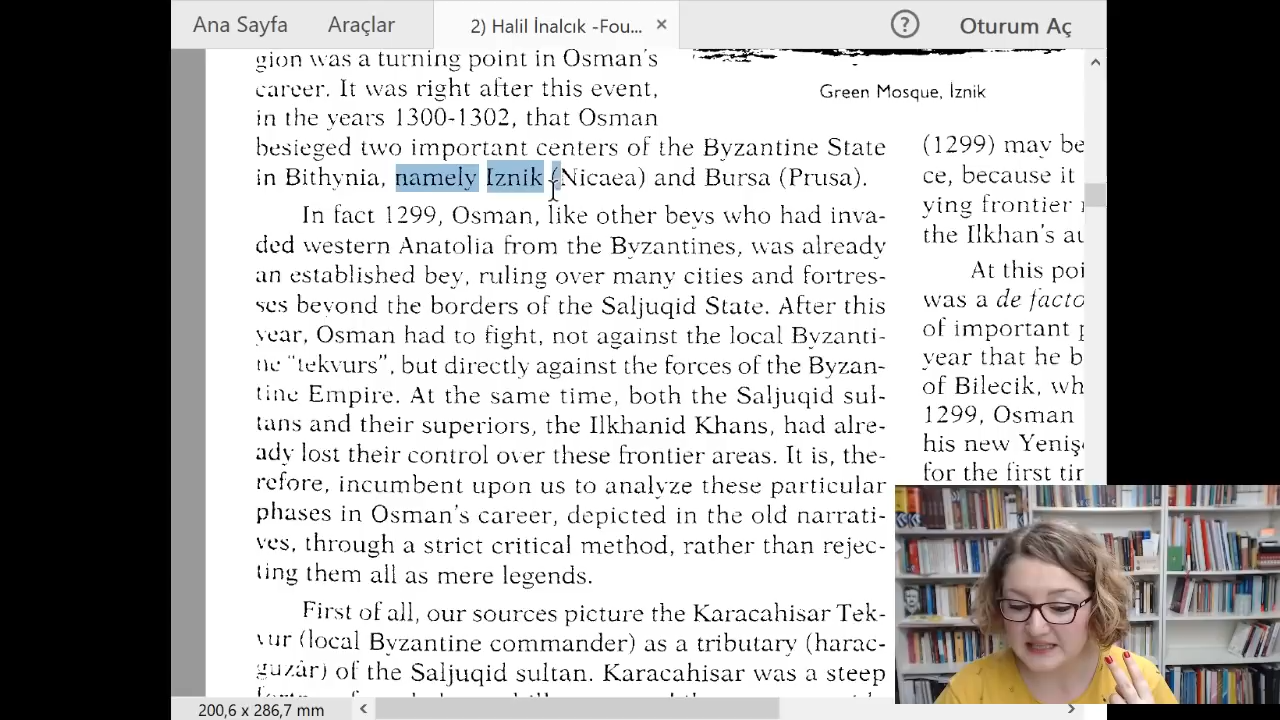 Ana Sayfa
Araçlar
2) Halil İnalcık -Fou...
Oturum Aç
gion was a turning point in Osman's
career. It was right after this event,
in the years 1300-1302, that Osman
besieged two important centers of the Byzantine State
in Bithynia, namely Iznik (Nicaea) and Bursa (Prusa).
In fact 1299, Osman, like other beys who had inva-
ded western Anatolia from the Byzantines, was already
an established bey, ruling over many cities and fortres-
ses beyond the borders of the Saljuqid State. After this
year, Osman had to fight, not against the local Byzanti-
ne "tekvurs", but directly against the forces of the Byzan-
tine Empire. At the same time, both the Saljuqid sul-
tans and their superiors, the Ilkhanid Khans, had alre-
ady lost their control over these frontier areas. It is, the-
refore, incumbent upon us to analyze these particular
phases in Osman's career, depicted in the old narrati-
ves, through a strict critical method, rather than rejec-
ting them all as mere legends.
First of all, our sources picture the Karacahisar Tek-
vur (local Byzantine commander) as a tributary (harac-
guzâr) of the Saljuqid sultan. Karacahisar was a steep
Green Mosque, İznik
(1299) may be
ce, because it
ying frontier
the Ilkhan's au
At this poi
was a de facto
of important p
year that he b
of Bilecik, wh
1299, Osman
his new Yeniş
for the first tin
200,6 x 286,7 mm